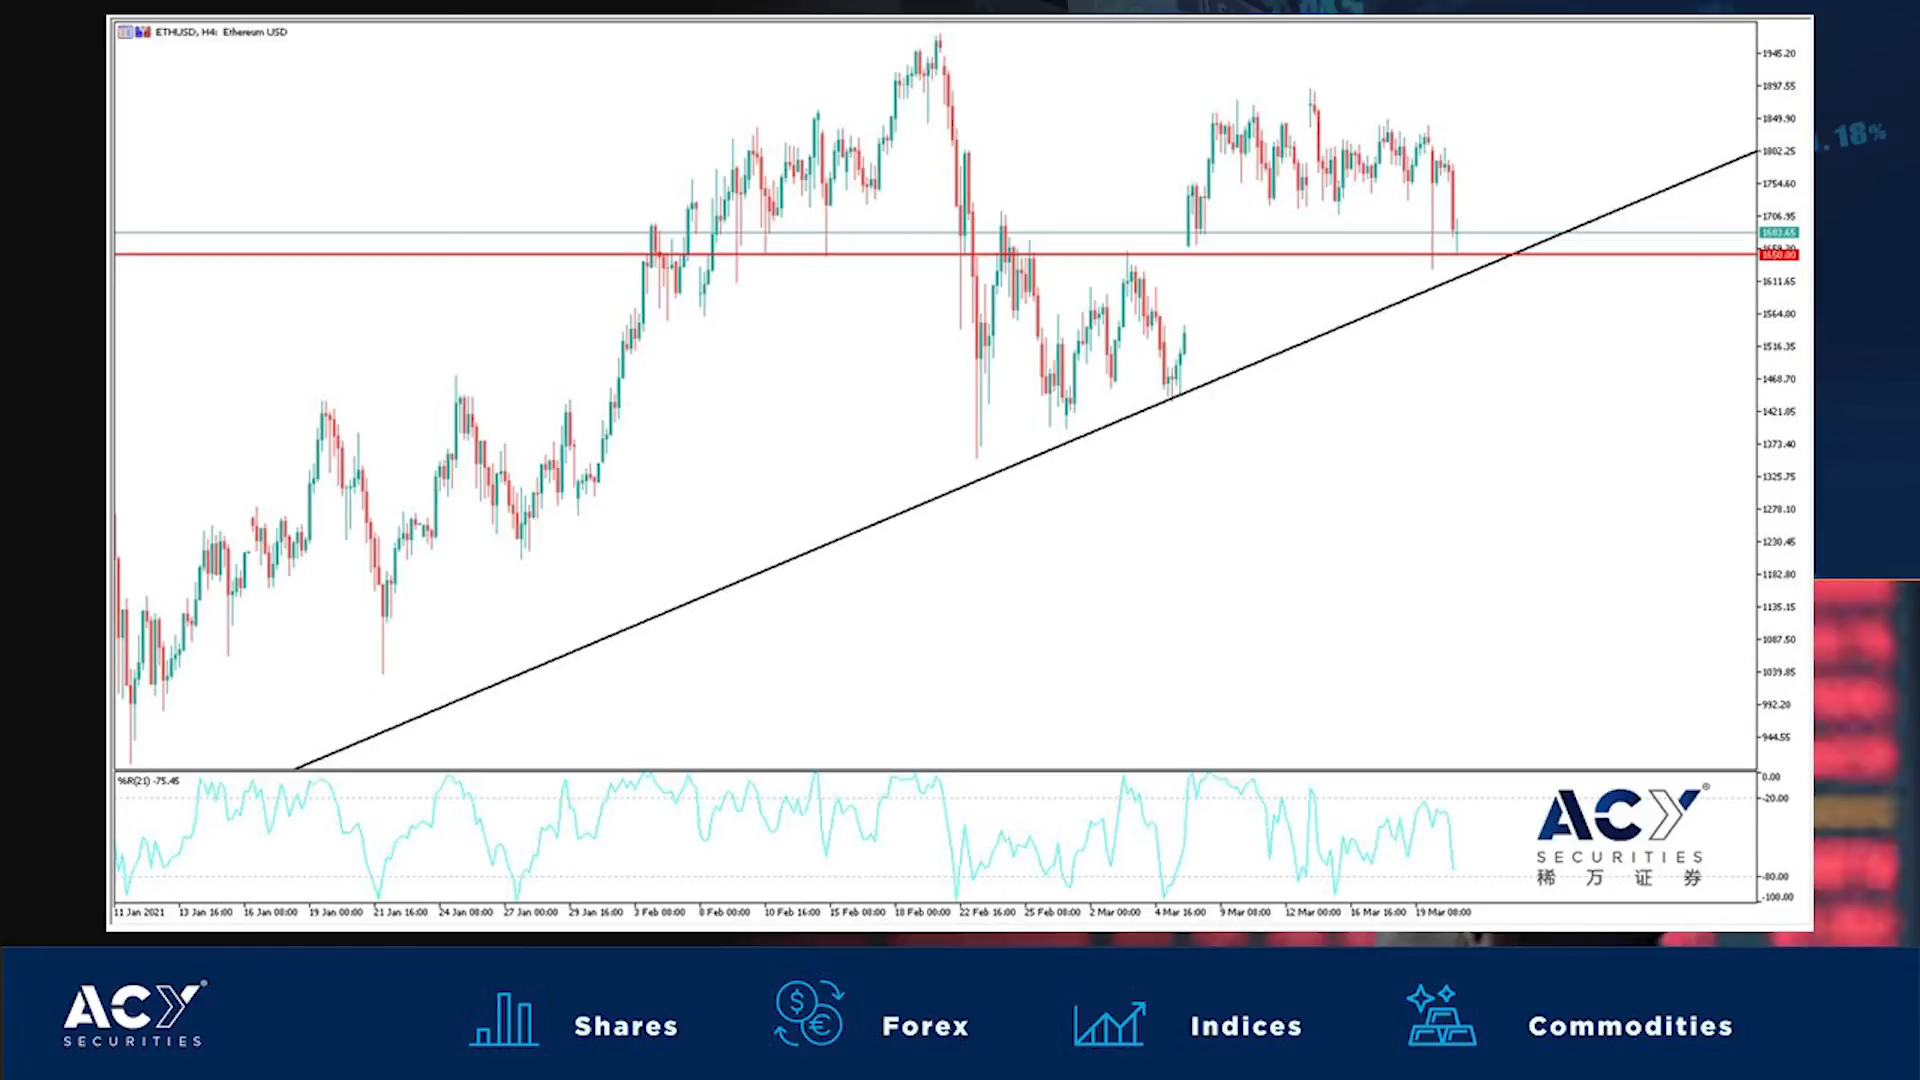 ETHUSD, H4: Ethereum USD
1945.20
1897.55
1849.90
1802.25
1754.60
1706.95
1683.65
1659.30
1650.00
1611.65
1564.00
1516.35
1468.70
1421.05
1373.40
1325.75
1278.10
1230.45
1182.80
1135.15
1087.50
1039.85
992.20
944.55
.18%
%R(21) -75.45
0.00
-20.00
-80.00
-100.00
ACY
SECURITIES
稀万证券
11 Jan 2021 13 Jan 16:00 16 Jan 08:00 19 Jan 00:00 21 Jan 16:00 24 Jan 08:00 27 Jan 00:00 29 Jan 16:00 3 Feb 08:00 8 Feb 00:00 10 Feb 16:00 15 Feb 08:00 18 Feb 00:00 22 Feb 16:00 25 Feb 08:00 2 Mar 00:00 4 Mar 16:00 9 Mar 08:00 12 Mar 00:00 16 Mar 16:00 19 Mar 08:00
ACY
SECURITIES
Shares
Forex
Indices
Commodities